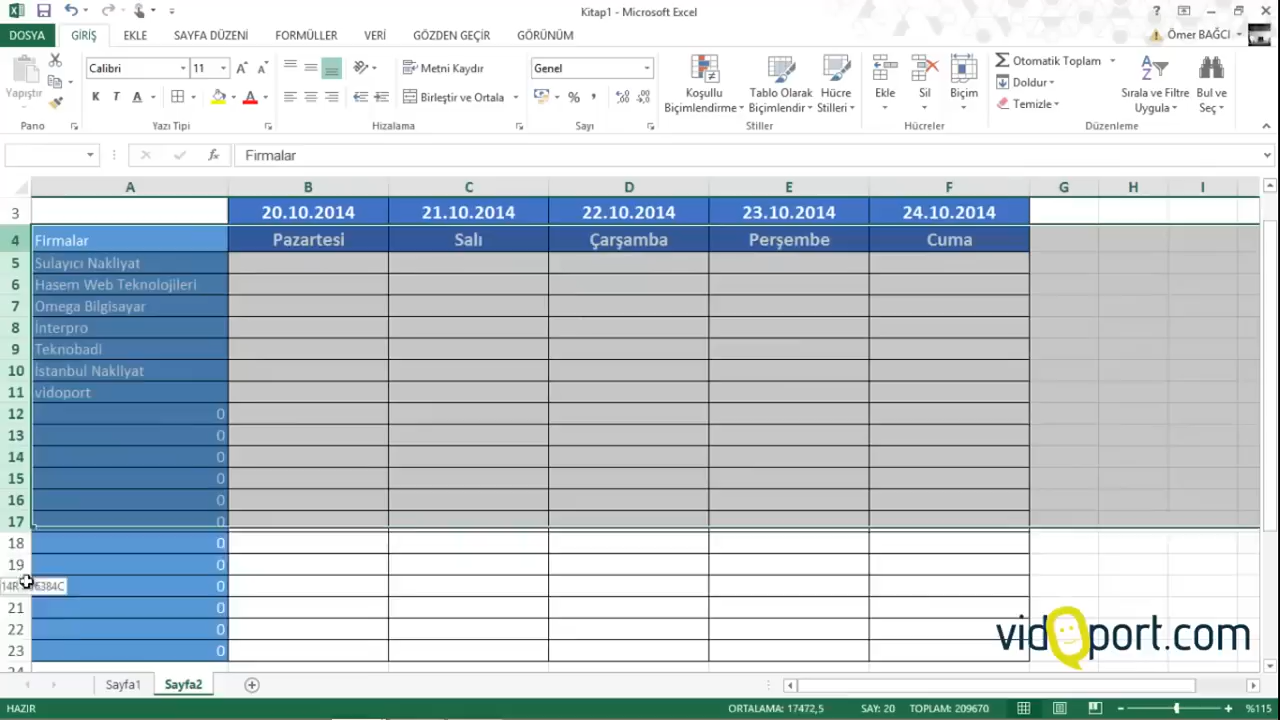 Kitap1 - Microsoft Excel
DOSYA GİRİŞ EKLE SAYFA DÜZENİ FORMÜLLER VERİ GÖZDEN GEÇİR GÖRÜNÜM Ömer BAĞCI
Yapıştır
Pano
Calibri 11
K T A
Yazı Tipi
Metni Kaydır
Birleştir ve Ortala
Hizalama
Genel
Sayı
Koşullu Biçimlendirme
Tablo Olarak Biçimlendir
Hücre Stilleri
Stiller
Ekle
Sil
Biçim
Hücreler
Otomatik Toplam
Doldur
Temizle
Sırala ve Filtre Uygula
Bul ve Seç
Düzenleme
fx Firmalar
A B C D E F G H I
3 20.10.2014 21.10.2014 22.10.2014 23.10.2014 24.10.2014
4 Firmalar Pazartesi Salı Çarşamba Perşembe Cuma
5 Sulayıcı Nakliyat
6 Hasem Web Teknolojileri
7 Omega Bilgisayar
8 İnterpro
9 Teknobadi
10 İstanbul Nakliyat
11 vidoport
12 0
13 0
14 0
15 0
16 0
17 0
18 0
19 0
0
21 0
22 0
23 0
vidoport.com
Sayfa1 Sayfa2
HAZIR ORTALAMA: 17472,5 SAY: 20 TOPLAM: 209670 %115